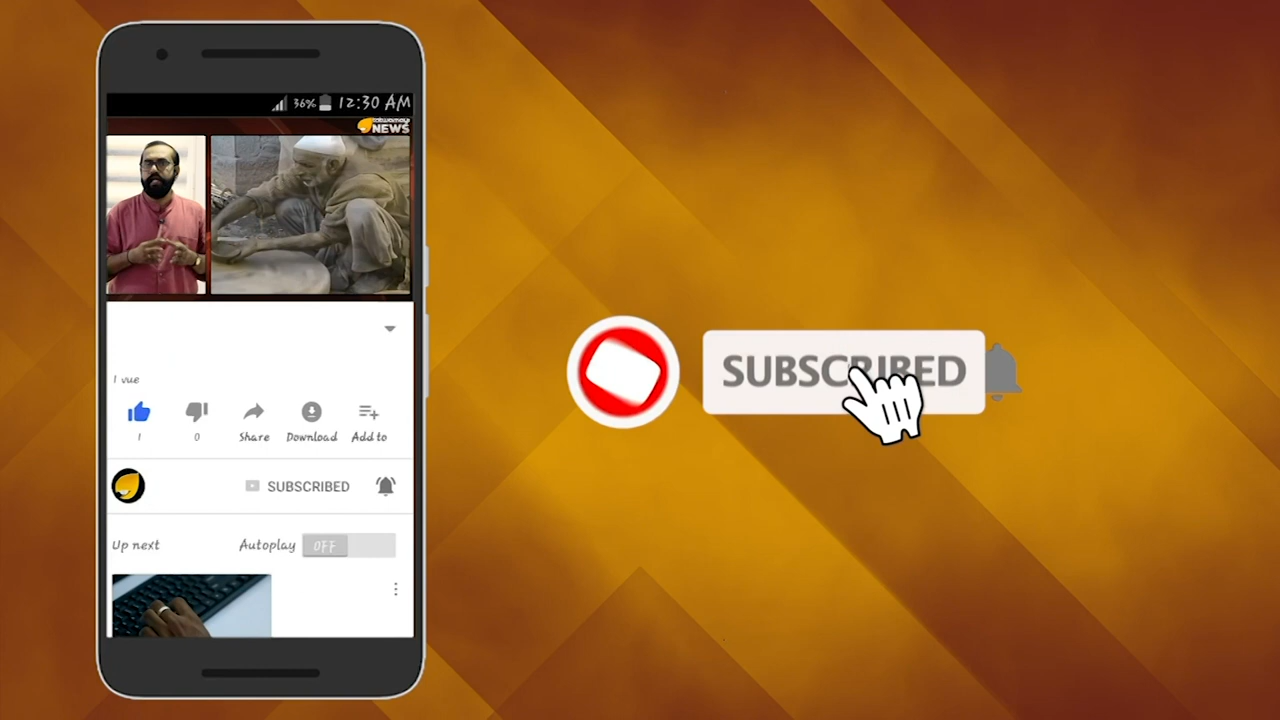 36% 12:30 AM
tatwamayi
NEWS
1 vue
1 0 Share Download Add to
SUBSCRIBED
Up next Autoplay OFF
SUBSCRIBED